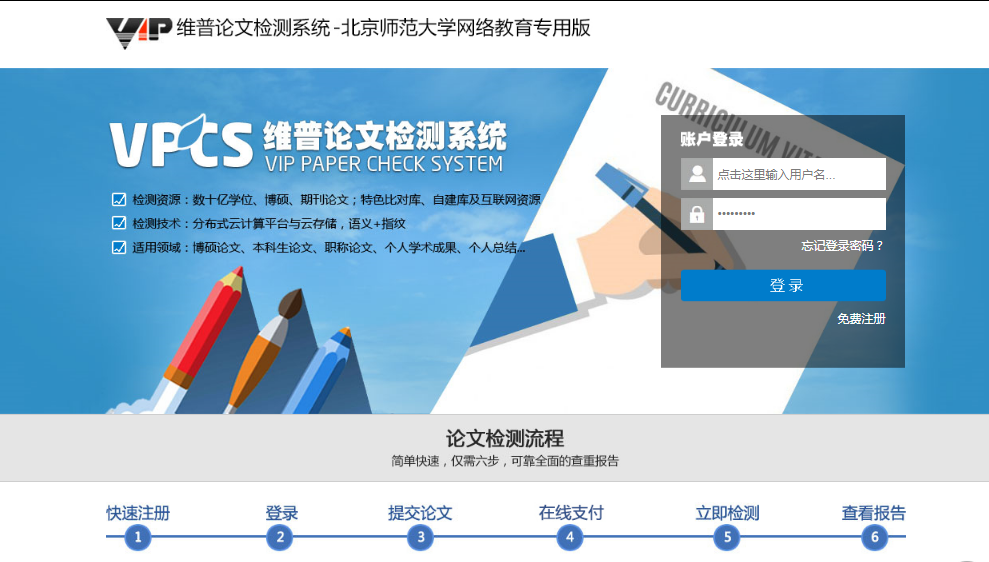 VIP 维普论文检测系统-北京师范大学网络教育专用版
CURRICULUM VIT
VPCS 维普论文检测系统
VIP PAPER CHECK SYSTEM
检测资源：数十亿学位、博硕、期刊论文；特色比对库、自建库及互联网资源
检测技术：分布式云计算平台与云存储，语义+指纹
适用领域：博硕论文、本科生论文、职称论文、个人学术成果、个人总结...
账户登录
点击这里输入用户名...
•••••••••
忘记登录密码？
登 录
免费注册
论文检测流程
简单快速，仅需六步，可靠全面的查重报告
快速注册 登录 提交论文 在线支付 立即检测 查看报告
1 2 3 4 5 6